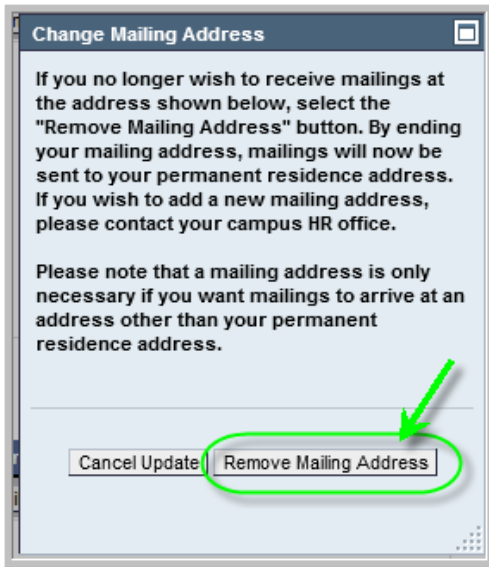 Change Mailing Address
If you no longer wish to receive mailings at
the address shown below, select the
"Remove Mailing Address" button. By ending
your mailing address, mailings will now be
sent to your permanent residence address.
If you wish to add a new mailing address,
please contact your campus HR office.
Please note that a mailing address is only
necessary if you want mailings to arrive at an
address other than your permanent
residence address.
Cancel Update Remove Mailing Address